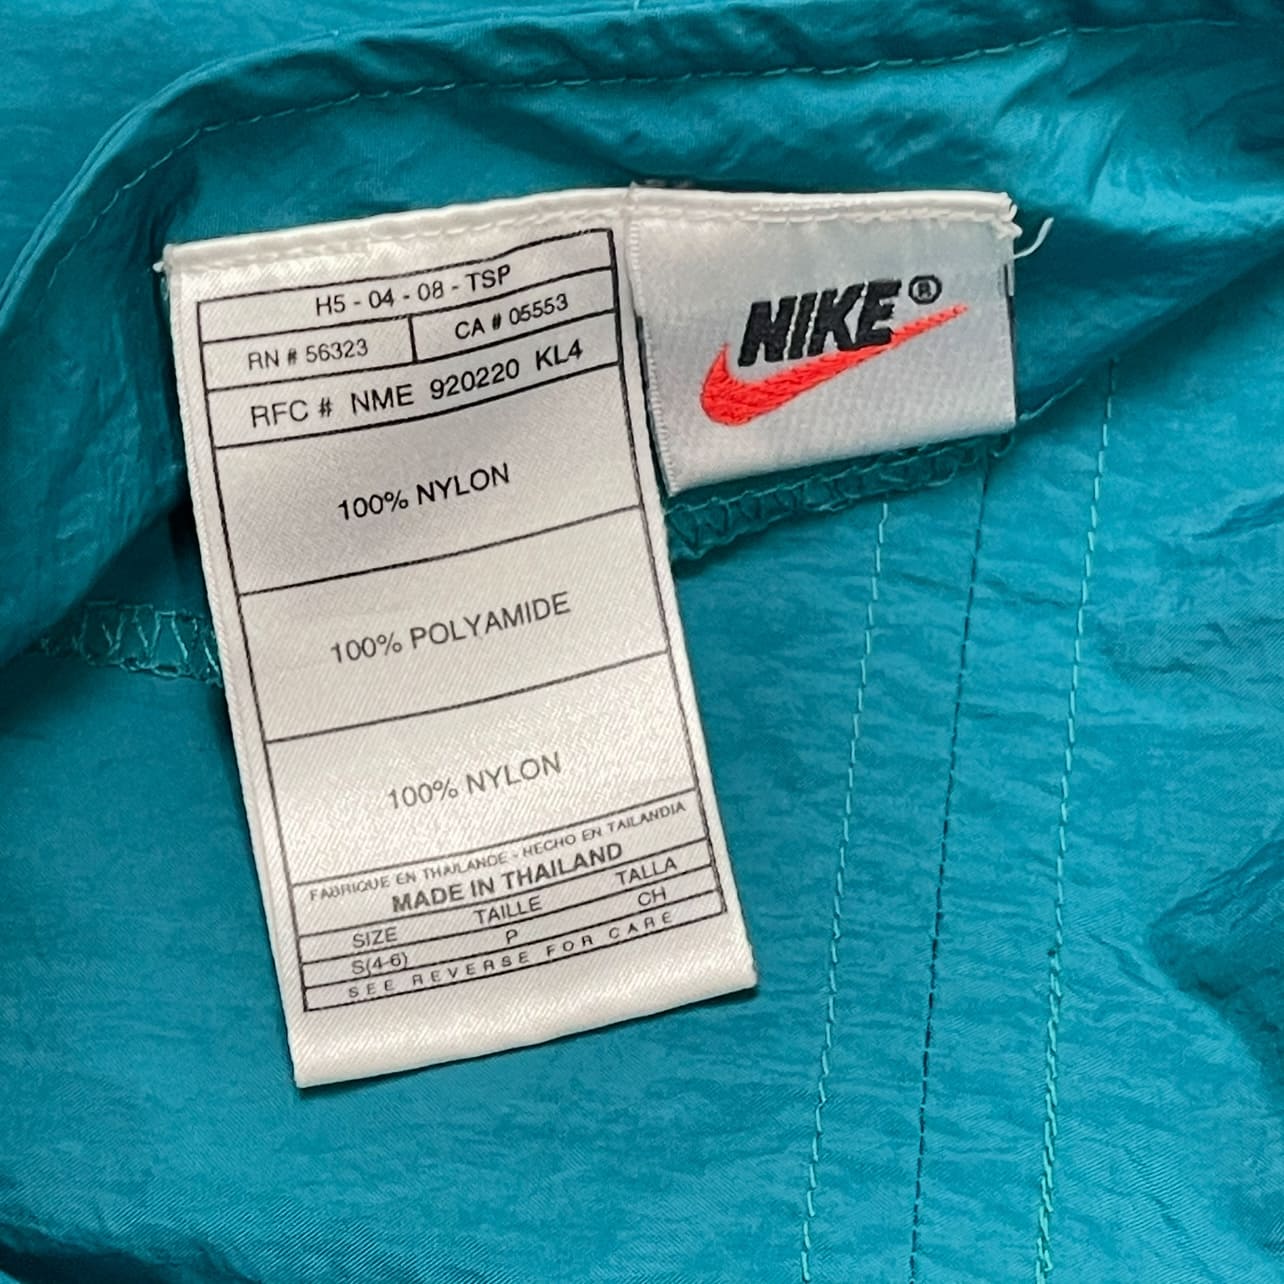 H5 - 04 - 08 - TSP
RN # 56323 CA # 05553
RFC # NME 920220 KL4
100% NYLON
100% POLYAMIDE
100% NYLON
FABRIQUE EN THAILANDE - HECHO EN TAILANDIA
MADE IN THAILAND
SIZE TAILLE TALLA
S(4-6) P CH
SEE REVERSE FOR CARE
NIKE®